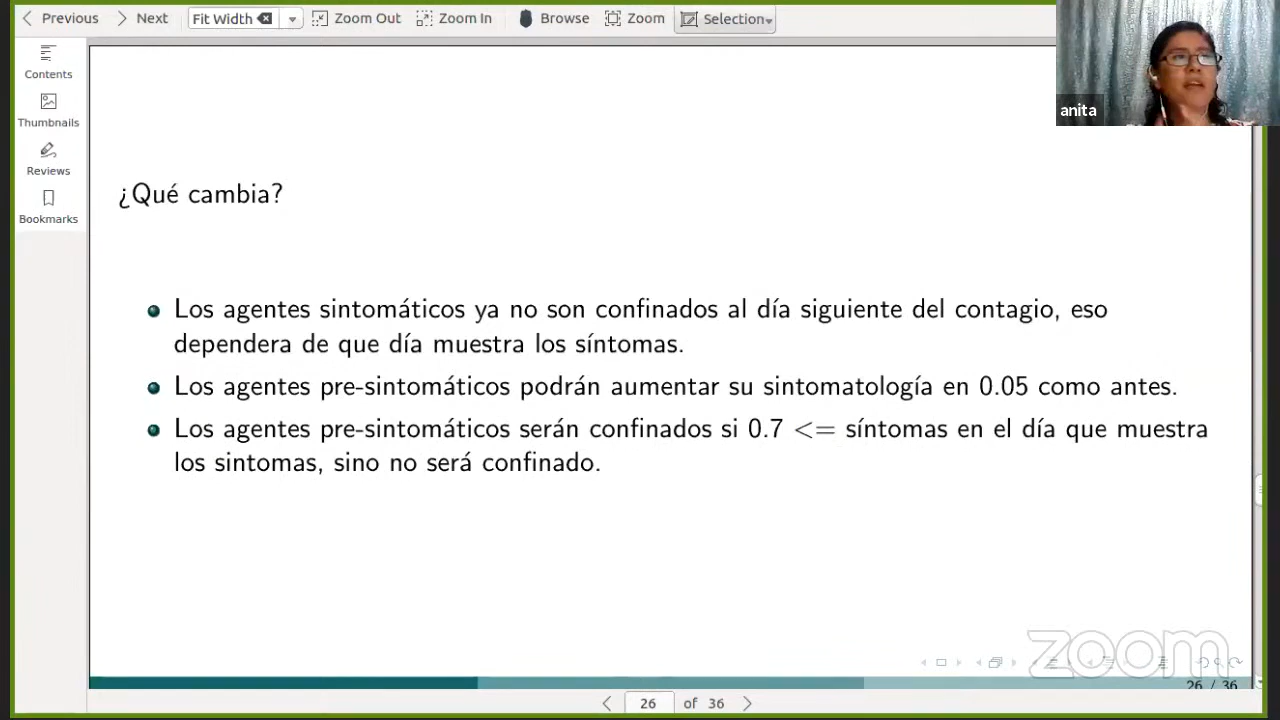 Previous
Next
Fit Width
Zoom Out
Zoom In
Browse
Zoom
Selection
anita
Contents
Thumbnails
Reviews
Bookmarks
¿Qué cambia?
Los agentes sintomáticos ya no son confinados al día siguiente del contagio, eso
dependera de que día muestra los síntomas.
Los agentes pre-sintomáticos podrán aumentar su sintomatología en 0.05 como antes.
Los agentes pre-sintomáticos serán confinados si 0.7 <= síntomas en el día que muestra
los sintomas, sino no será confinado.
zoom
26 / 36
26 of 36